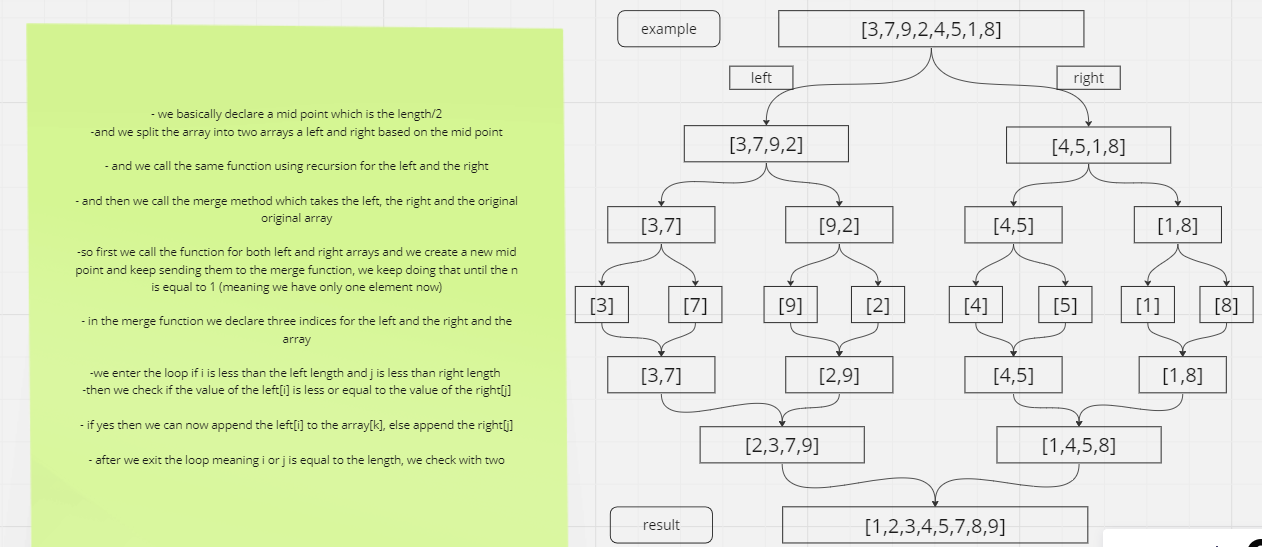 - we basically declare a mid point which is the length/2
-and we split the array into two arrays a left and right based on the mid point
- and we call the same function using recursion for the left and the right
- and then we call the merge method which takes the left, the right and the original
original array
-so first we call the function for both left and right arrays and we create a new mid
point and keep sending them to the merge function, we keep doing that until the n
is equal to 1 (meaning we have only one element now)
- in the merge function we declare three indices for the left and the right and the
array
-we enter the loop if i is less than the left length and j is less than right length
-then we check if the value of the left[i] is less or equal to the value of the right[j]
- if yes then we can now append the left[i] to the array[k], else append the right[j]
- after we exit the loop meaning i or j is equal to the length, we check with two
example
[3,7,9,2,4,5,1,8]
left
right
[3,7,9,2]
[4,5,1,8]
[3,7]
[9,2]
[4,5]
[1,8]
[3]
[7]
[9]
[2]
[4]
[5]
[1]
[8]
[3,7]
[2,9]
[4,5]
[1,8]
[2,3,7,9]
[1,4,5,8]
result
[1,2,3,4,5,7,8,9]